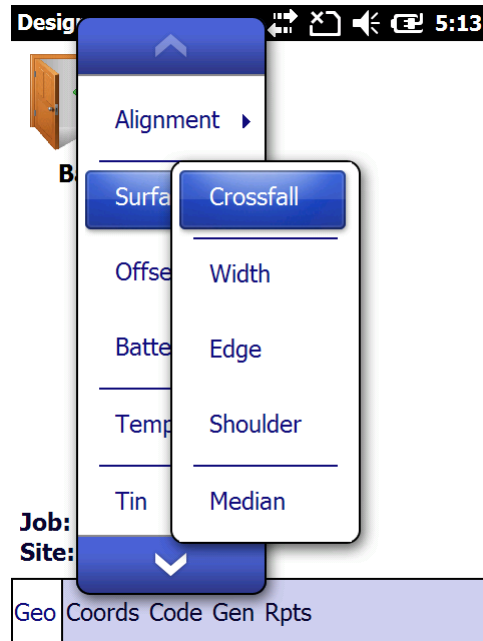 Desig 5:13
Alignment
B
Surfa Crossfall
Offse Width
Batte Edge
Temp Shoulder
Tin Median
Job:
Site:
Geo Coords Code Gen Rpts